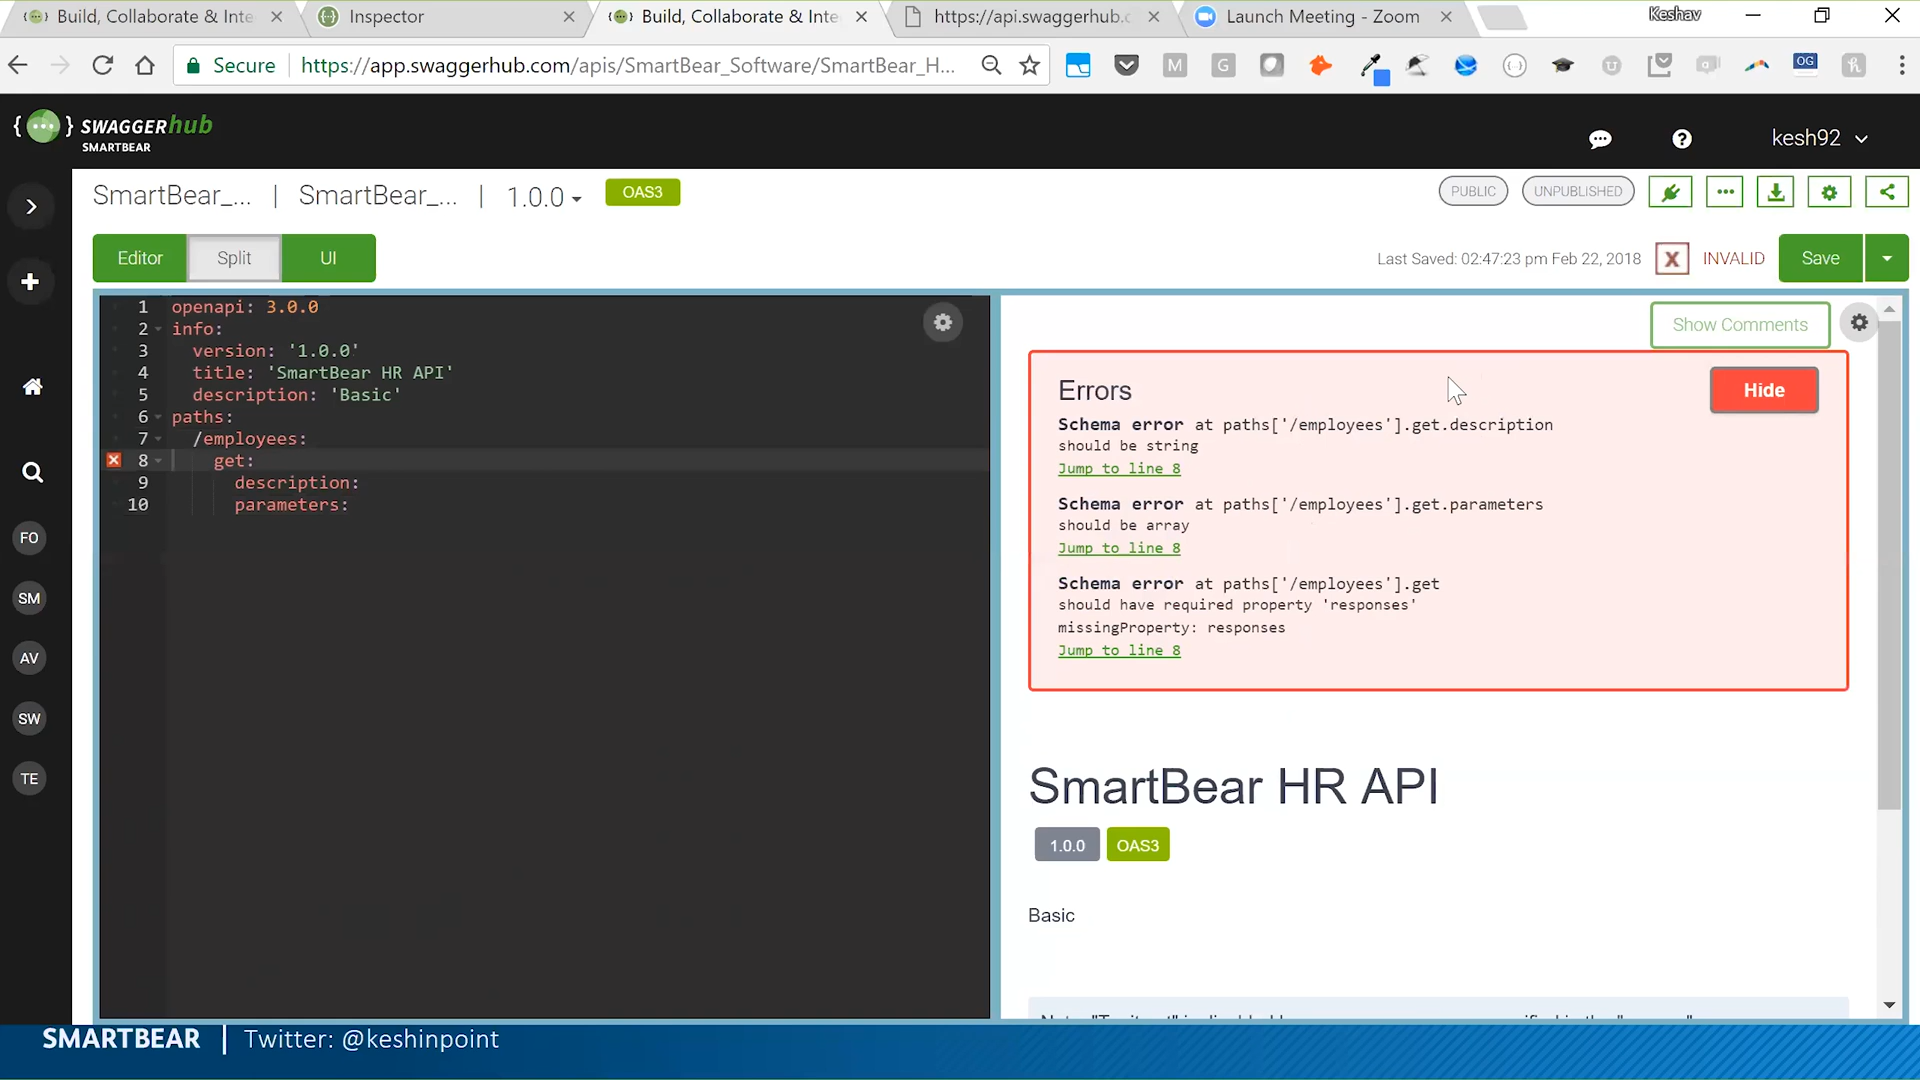 Build, Collaborate & Inte
Inspector
Build, Collaborate & Inte
https://api.swaggerhub.c
Launch Meeting - Zoom
Keshav
Secure
https://app.swaggerhub.com/apis/SmartBear_Software/SmartBear_H...
M
G
OG
SWAGGERhub
SMARTBEAR
kesh92
SmartBear_... | SmartBear_... | 1.0.0
OAS3
PUBLIC
UNPUBLISHED
Editor
Split
UI
Last Saved: 02:47:23 pm Feb 22, 2018
X
INVALID
Save
1 openapi: 3.0.0
2 info:
3 version: '1.0.0'
4 title: 'SmartBear HR API'
5 description: 'Basic'
6 paths:
7 /employees:
8 get:
9 description:
10 parameters:
FO
SM
AV
SW
TE
Show Comments
Errors
Hide
Schema error at paths['/employees'].get.description
should be string
Jump to line 8
Schema error at paths['/employees'].get.parameters
should be array
Jump to line 8
Schema error at paths['/employees'].get
should have required property 'responses'
missingProperty: responses
Jump to line 8
SmartBear HR API
1.0.0
OAS3
Basic
SMARTBEAR | Twitter: @keshinpoint